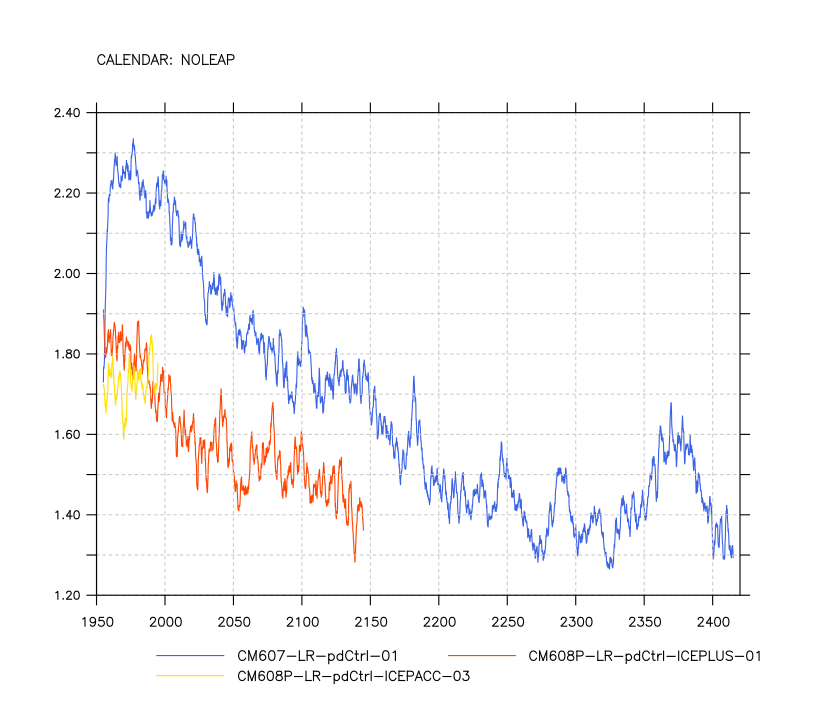 CALENDAR: NOLEAP
2.40
2.20
2.00
1.80
1.60
1.40
1.20
1950 2000 2050 2100 2150 2200 2250 2300 2350 2400
CM607-LR-pdCtrl-01 CM608P-LR-pdCtrl-ICEPLUS-01
CM608P-LR-pdCtrl-ICEPACC-03